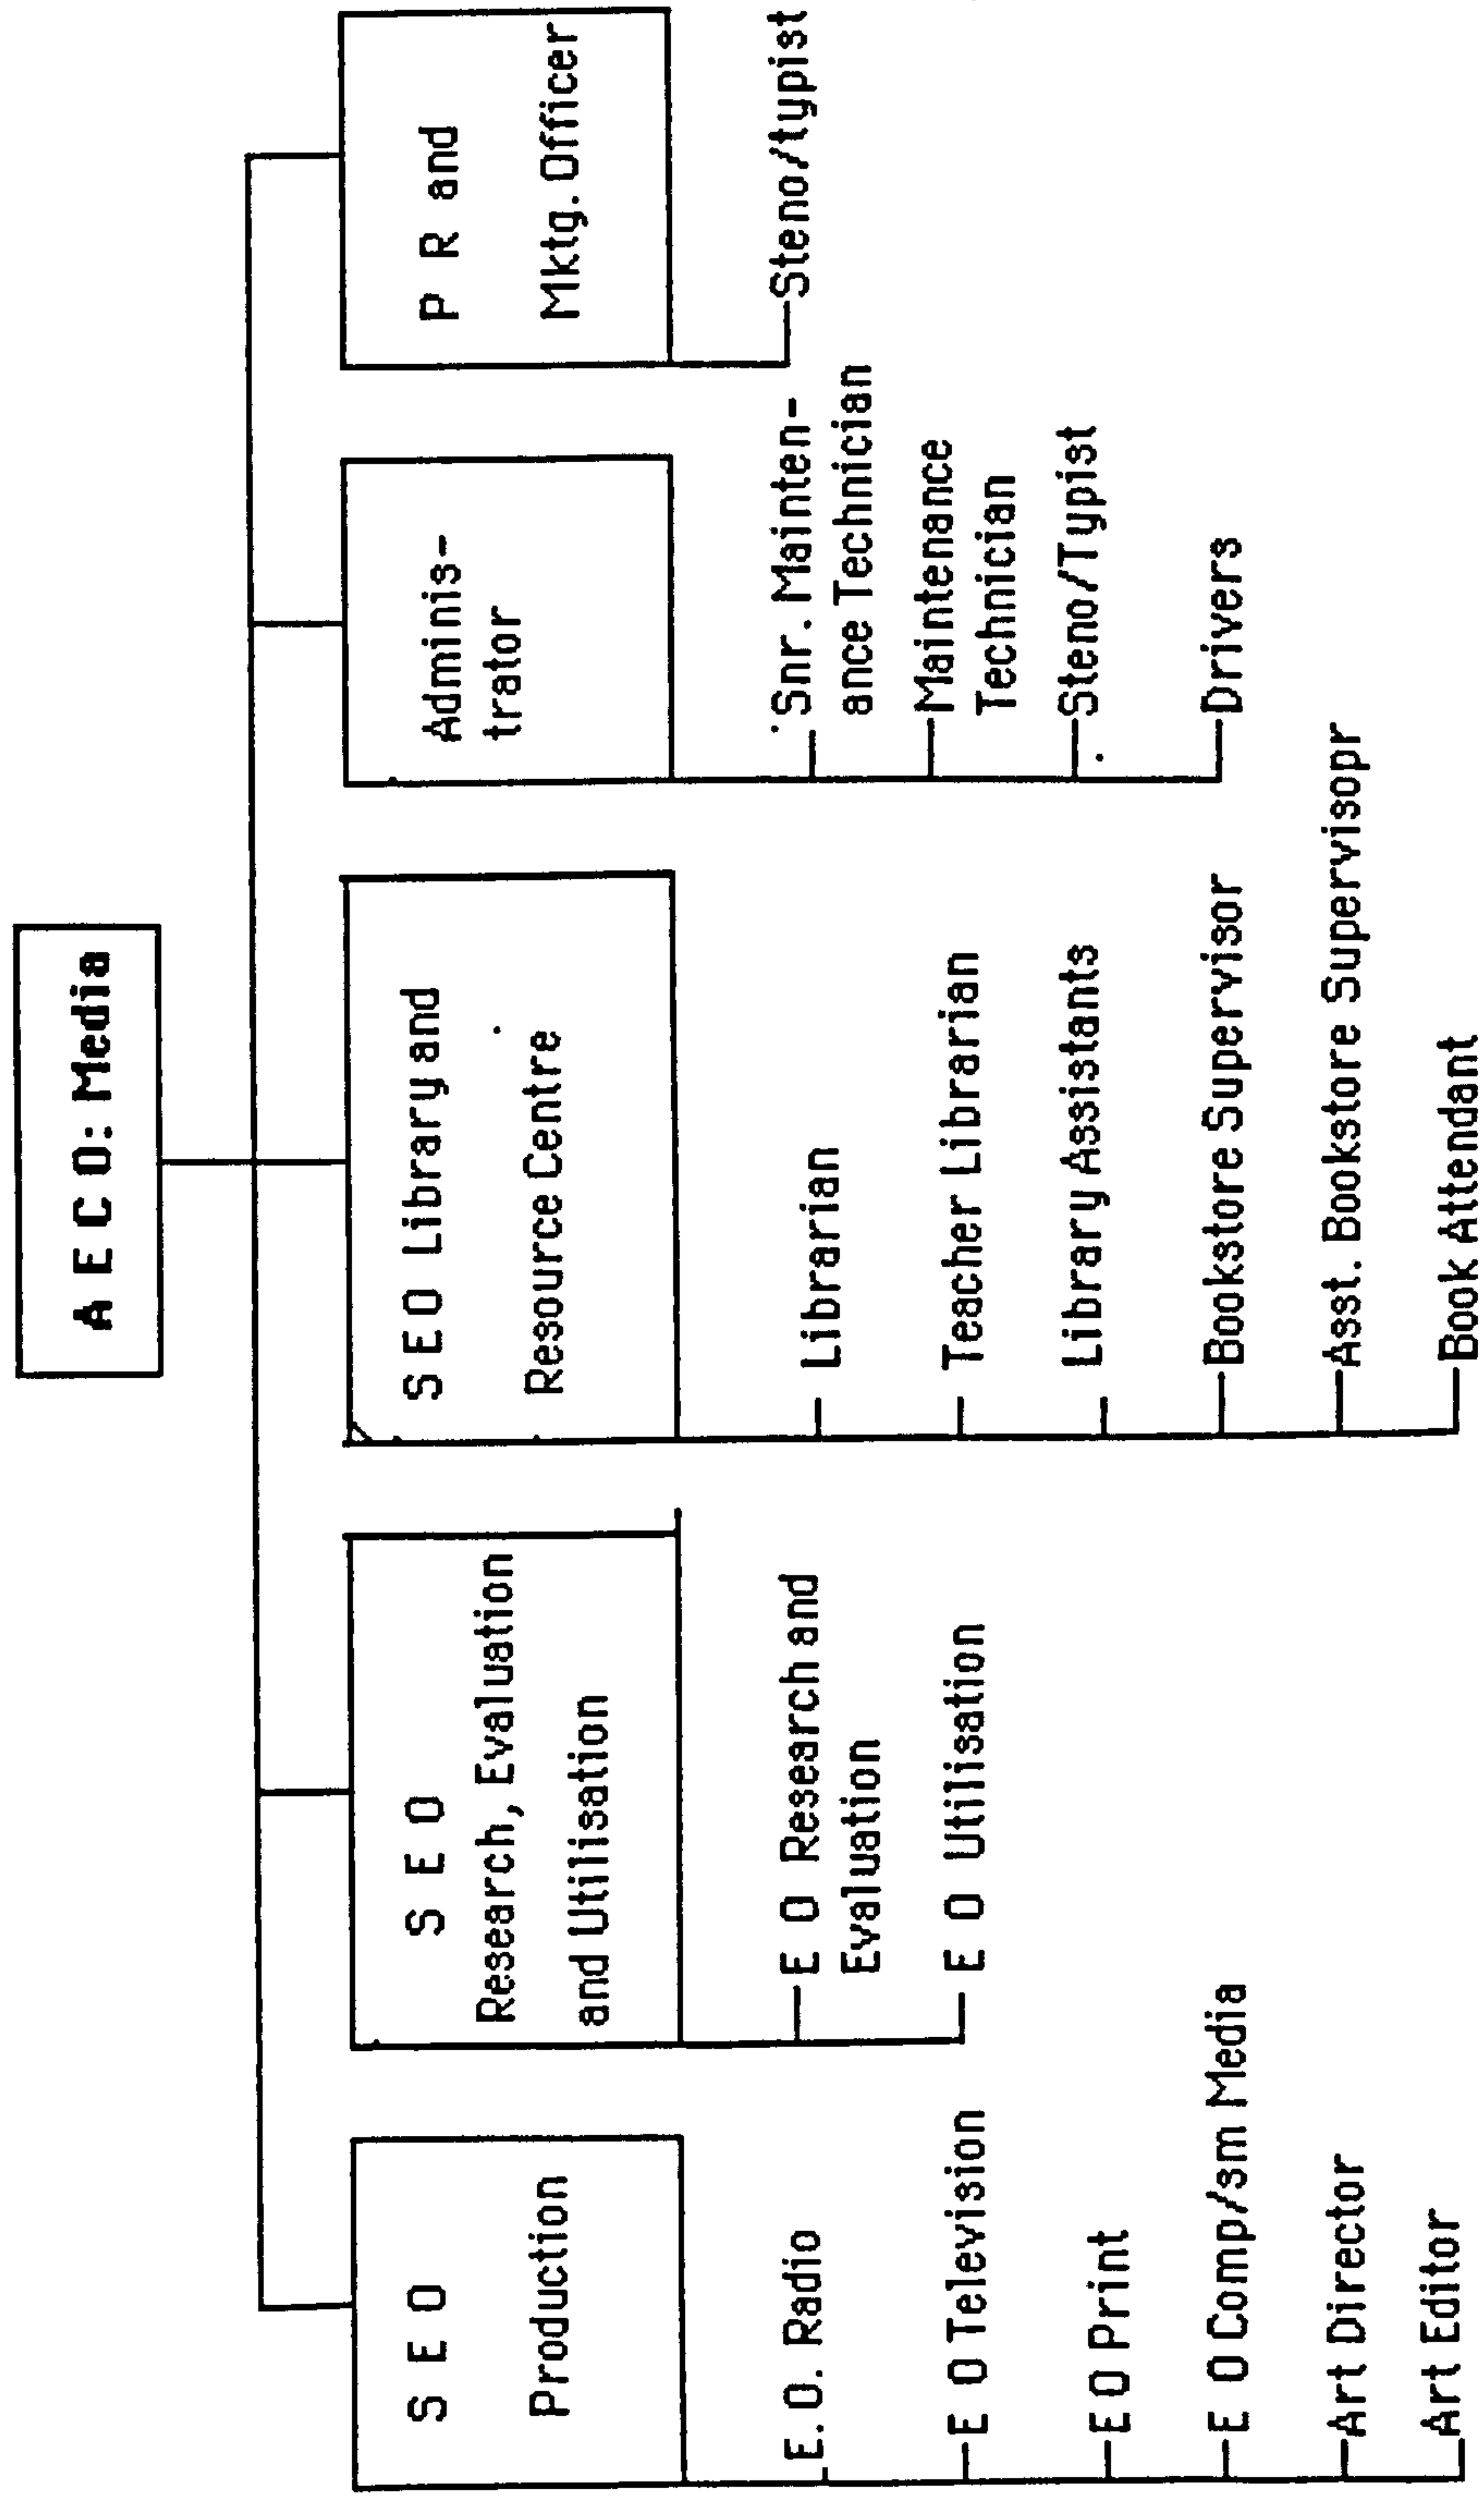 A E C O: Media
S E O
Production
E.O. Radio
E O Television
E O Print
E O Comp/sm Media
Art Director
Art Editor
S E O
Research, Evaluation
and Utilisation
E O Research and
Evaluation
E O Utilisation
S E O Library and
Resource Centre
Librarian
Teacher Librarian
Library Assistants
Bookstore Supervisor
Asst. Bookstore Supervisopr
Book Attendant
Adminis-
trator
Snr. Mainten-
ance Technician
Maintenance
Technician
Steno/Typist
Drivers
P R and
Mktg. Officer
Steno/typist